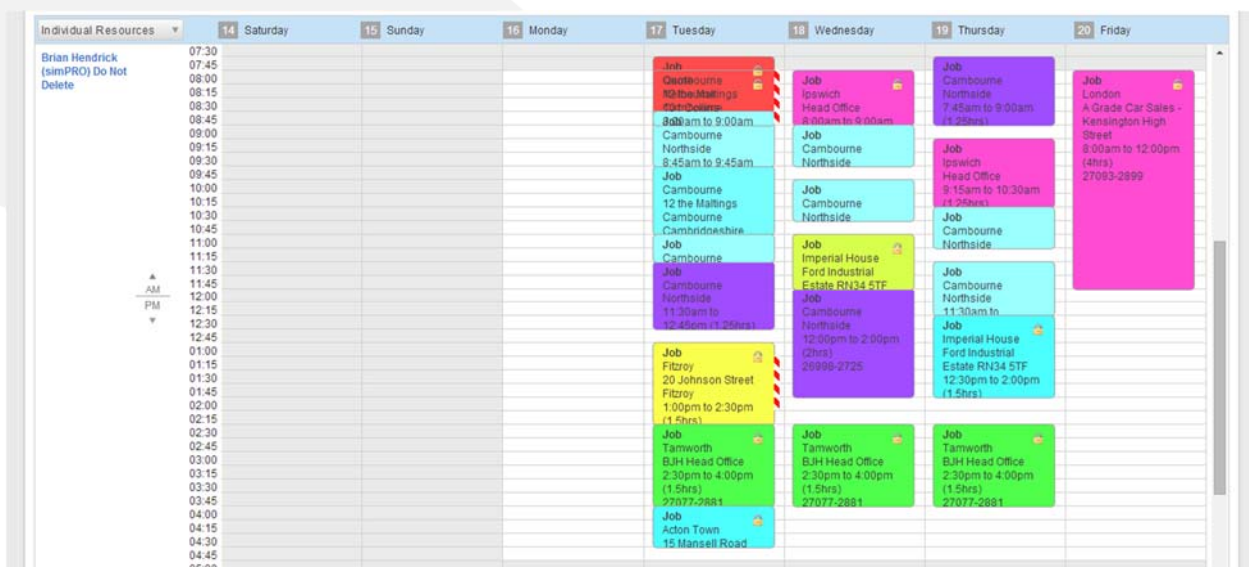 Individual Resources
14 Saturday
15 Sunday
16 Monday
17 Tuesday
18 Wednesday
19 Thursday
20 Friday
Brian Hendrick
(simPRO) Do Not
Delete
AM
PM
07:30
07:45
08:00
08:15
08:30
08:45
09:00
09:15
09:30
09:45
10:00
10:15
10:30
10:45
11:00
11:15
11:30
11:45
12:00
12:15
12:30
12:45
01:00
01:15
01:30
01:45
02:00
02:15
02:30
02:45
03:00
03:15
03:30
03:45
04:00
04:15
04:30
04:45
Job
am to 9:00am
Cambourne
Northside
8:45am to 9:45am
Job
Cambourne
12 the Maltings
Cambourne
Cambridgeshire
Job
Cambourne
Job
Cambourne
Northside
11:30am to
12:45pm (1.25hrs)
Job
Fitzroy
20 Johnson Street
Fitzroy
1:00pm to 2:30pm
(1.5hrs)
Job
Tamworth
BJH Head Office
2:30pm to 4:00pm
(1.5hrs)
27077-2881
Job
Acton Town
15 Mansell Road
Job
Ipswich
Head Office
8:00am to 9:00am
Job
Cambourne
Northside
Job
Cambourne
Northside
Job
Imperial House
Ford Industrial
Estate RN34 5TF
Job
Cambourne
Northside
12:00pm to 2:00pm
(2hrs)
26998-2725
Job
Tamworth
BJH Head Office
2:30pm to 4:00pm
(1.5hrs)
27077-2881
Job
Cambourne
Northside
7:45am to 9:00am
(1.25hrs)
Job
Ipswich
Head Office
9:15am to 10:30am
(1.25hrs)
Job
Cambourne
Northside
Job
Cambourne
Northside
11:30am to
Job
Imperial House
Ford Industrial
Estate RN34 5TF
12:30pm to 2:00pm
(1.5hrs)
Job
Tamworth
BJH Head Office
2:30pm to 4:00pm
(1.5hrs)
27077-2881
Job
London
A Grade Car Sales -
Kensington High
Street
8:00am to 12:00pm
(4hrs)
27093-2899